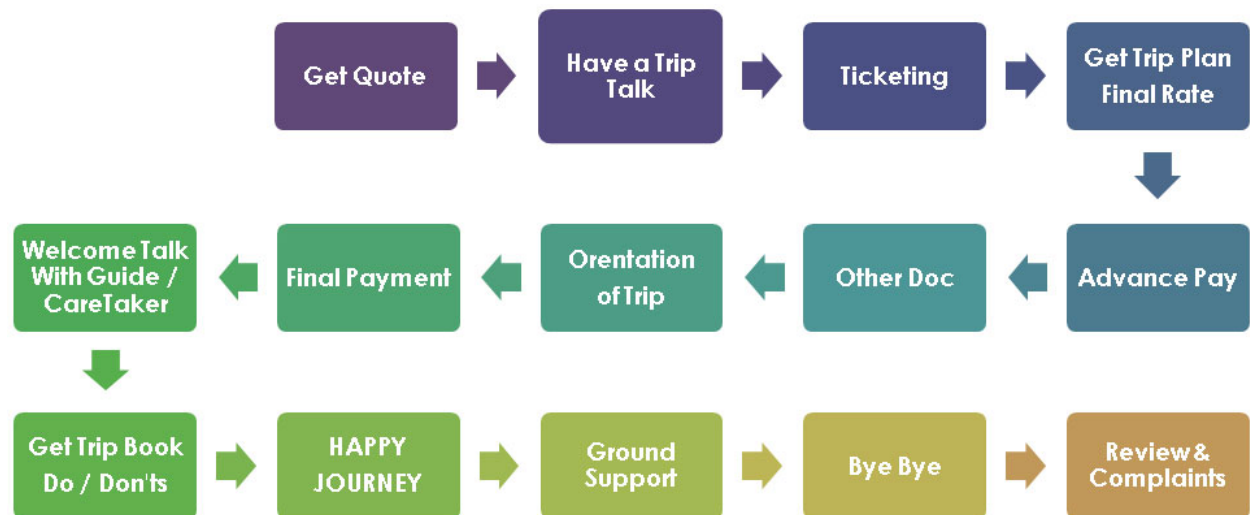 Get Quote
Have a Trip
Talk
Ticketing
Get Trip Plan
Final Rate
Advance Pay
Other Doc
Orentation
of Trip
Final Payment
Welcome Talk
With Guide /
CareTaker
Get Trip Book
Do / Don'ts
HAPPY
JOURNEY
Ground
Support
Bye Bye
Review &
Complaints